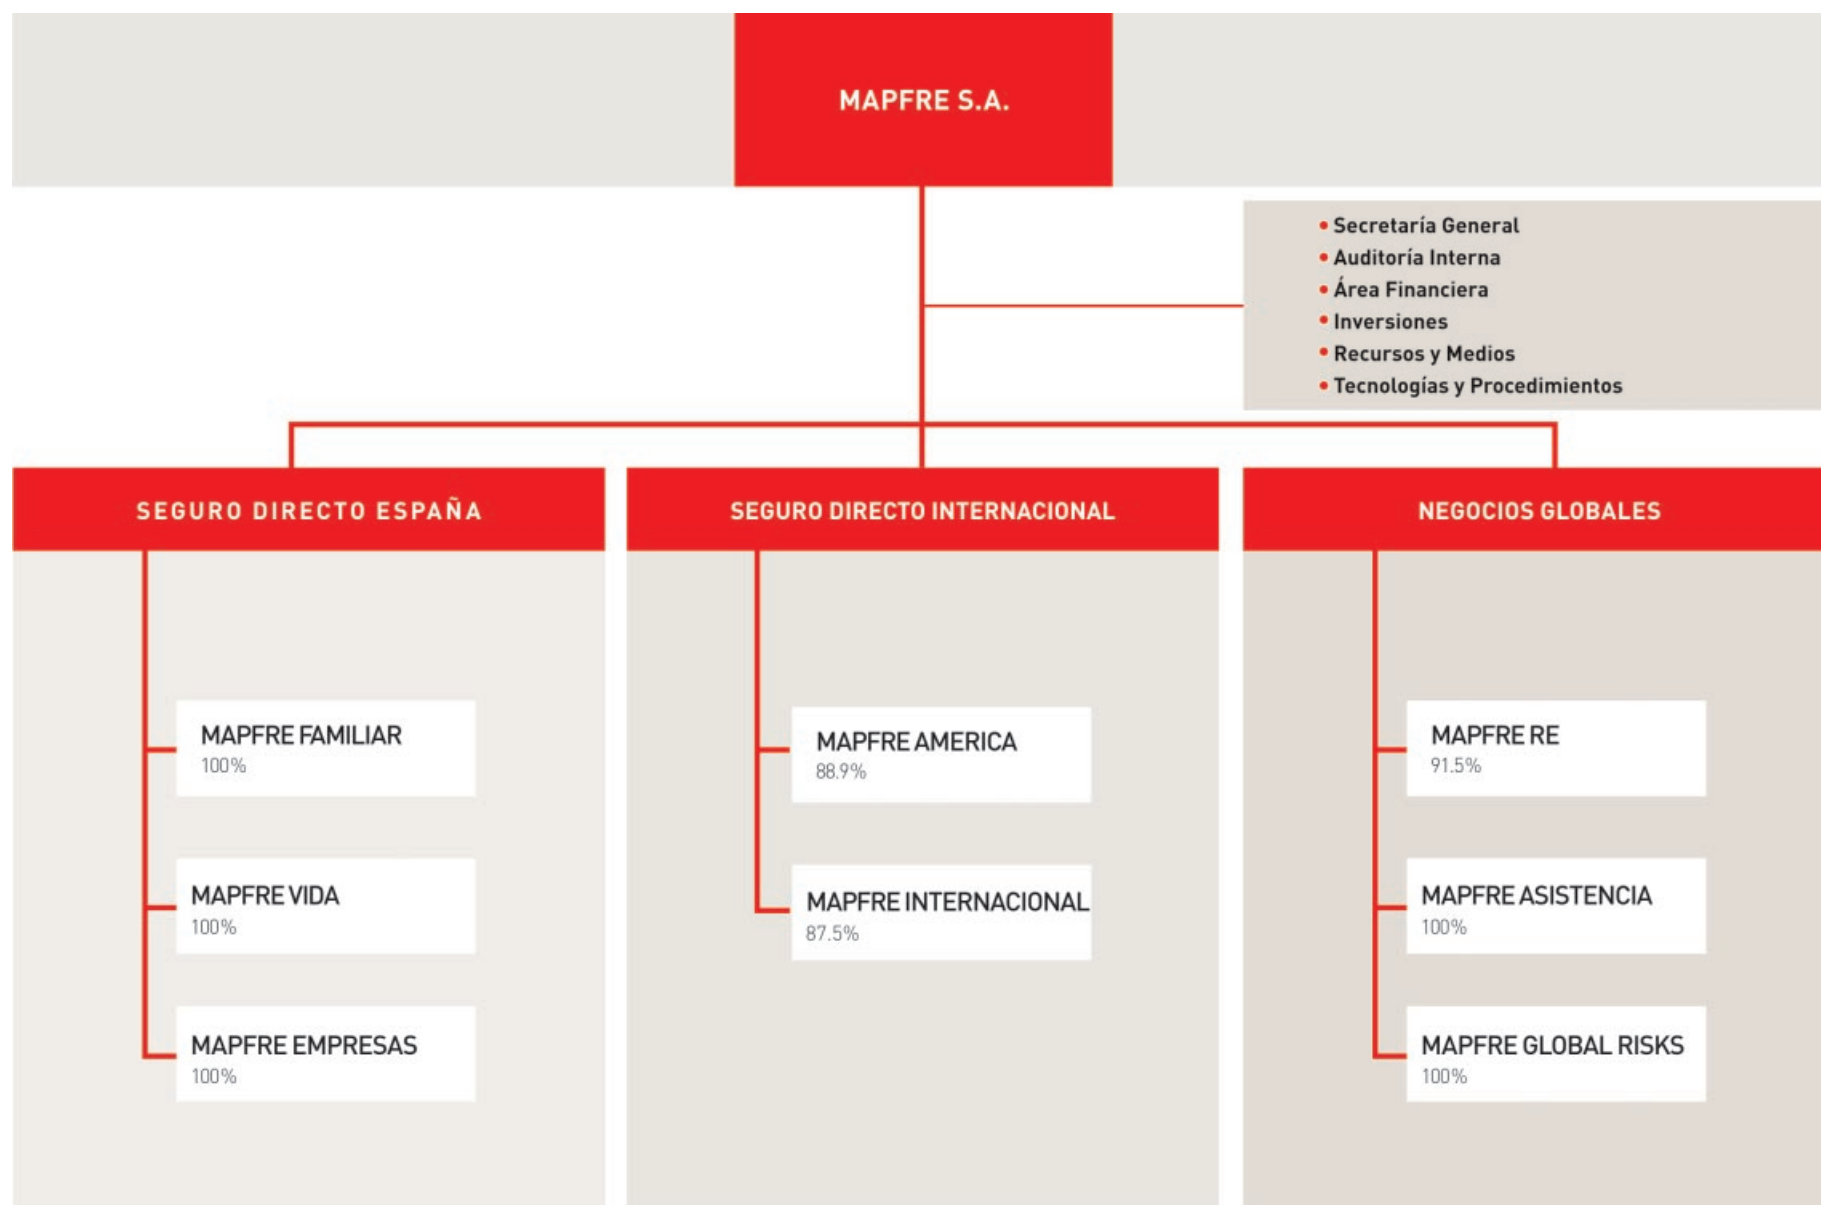 MAPFRE S.A.
• Secretaría General
• Auditoría Interna
• Área Financiera
• Inversiones
• Recursos y Medios
• Tecnologías y Procedimientos
SEGURO DIRECTO ESPAÑA
MAPFRE FAMILIAR
100%
MAPFRE VIDA
100%
MAPFRE EMPRESAS
100%
SEGURO DIRECTO INTERNACIONAL
MAPFRE AMERICA
88.9%
MAPFRE INTERNACIONAL
87.5%
NEGOCIOS GLOBALES
MAPFRE RE
91.5%
MAPFRE ASISTENCIA
100%
MAPFRE GLOBAL RISKS
100%